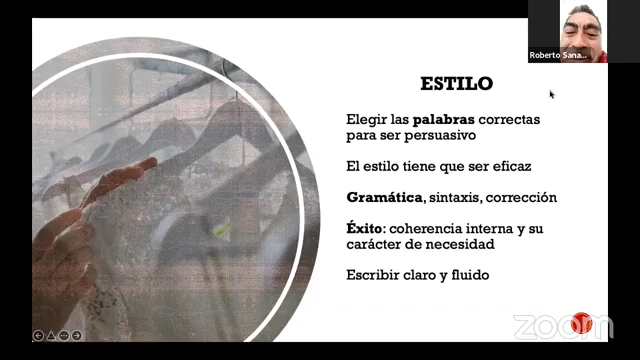 Roberto Sana...
ESTILO
Elegir las palabras correctas
para ser persuasivo
El estilo tiene que ser eficaz
Gramática, sintaxis, corrección
Éxito: coherencia interna y su
carácter de necesidad
Escribir claro y fluido
zoom